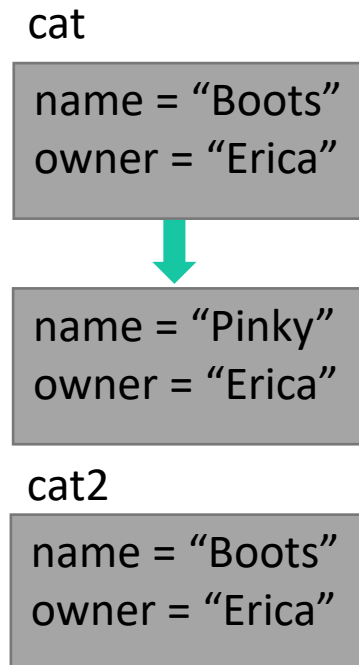 cat
name = “Boots”
owner = “Erica”
name = “Pinky”
owner = “Erica”
cat2
name = “Boots”
owner = “Erica”